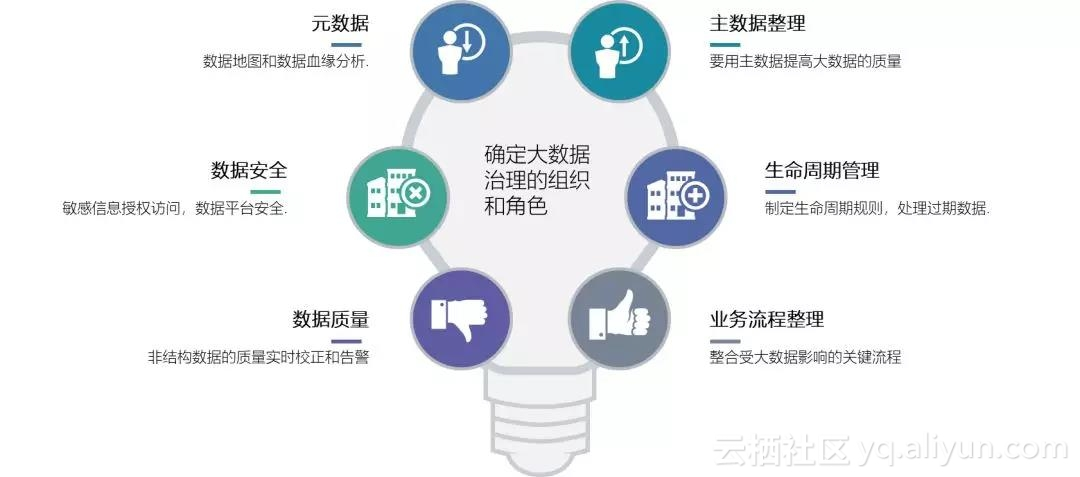 元数据
数据地图和数据血缘分析.
主数据整理
要用主数据提高大数据的质量
确定大数据
治理的组织
和角色
数据安全
敏感信息授权访问，数据平台安全.
生命周期管理
制定生命周期规则，处理过期数据.
数据质量
非结构数据的质量实时校正和告警
业务流程整理
整合受大数据影响的关键流程
云栖社区 yq.aliyun.com